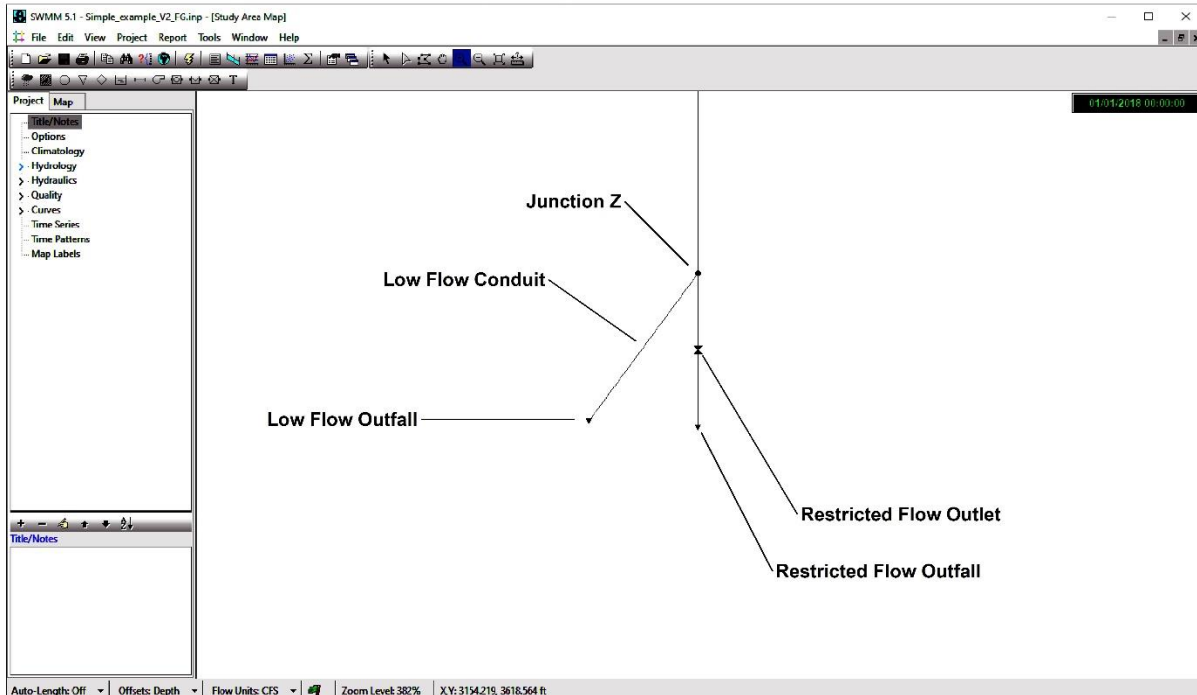 SWMM 5.1 - Simple_example_V2_FG.inp - [Study Area Map]
File Edit View Project Report Tools Window Help
Project Map
01/01/2018 00:00:00
Title/Notes
Options
Climatology
Hydrology
Hydraulics
Quality
Curves
Time Series
Time Patterns
Map Labels
Junction Z
Low Flow Conduit
Low Flow Outfall
Restricted Flow Outlet
Restricted Flow Outfall
Title/Notes
Auto-Length: Off Offsets: Depth Flow Units: CFS Zoom Level: 382% X,Y: 3154.219, 3618.564 ft